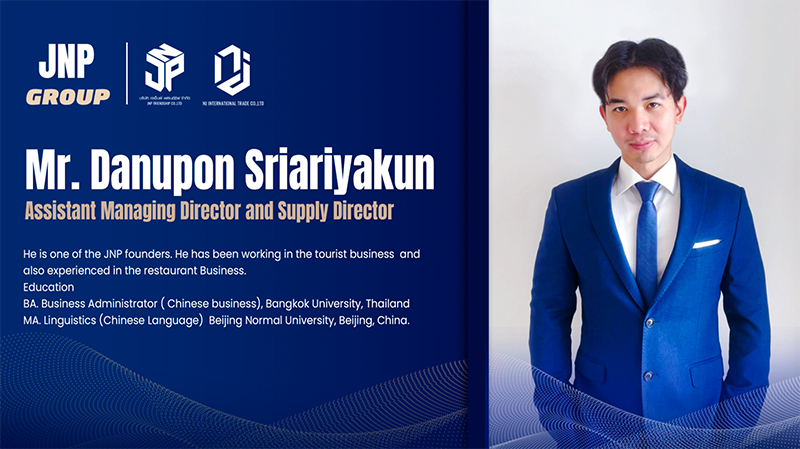 JNP
GROUP
JNP FRIENDSHIP CO.,LTD
NJ INTERNATIONAL TRADE CO.,LTD
Mr. Danupon Sriariyakun
Assistant Managing Director and Supply Director
He is one of the JNP founders. He has been working in the tourist business and
also experienced in the restaurant Business.
Education
BA. Business Administrator ( Chinese business), Bangkok University, Thailand
MA. Linguistics (Chinese Language) Beijing Normal University, Beijing, China.